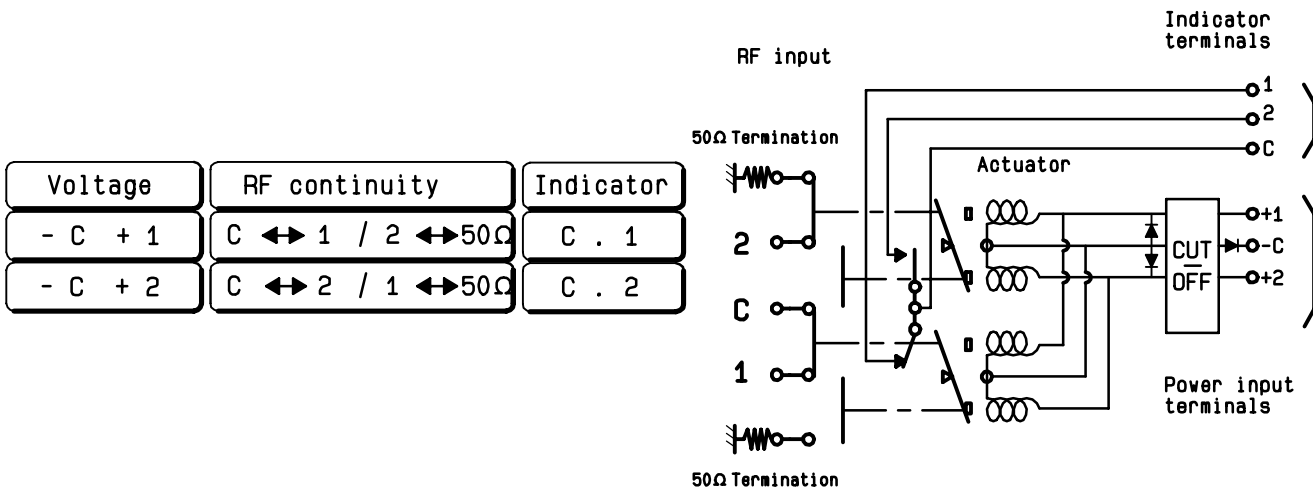 Voltage RF continuity Indicator
- C + 1 C ↔ 1 / 2 ↔ 50Ω C . 1
- C + 2 C ↔ 2 / 1 ↔ 50Ω C . 2
RF input
Indicator
terminals
1
2
C
50Ω Termination
Actuator
2
C
1
CUT
OFF
+1
-C
+2
Power input
terminals
50Ω Termination